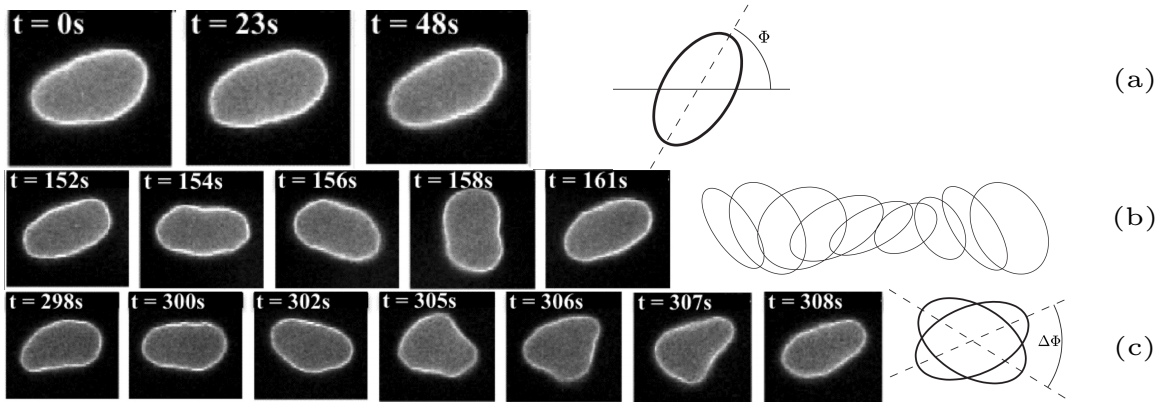 t = 0s t = 23s t = 48s Φ (a)
t = 152s t = 154s t = 156s t = 158s t = 161s (b)
t = 298s t = 300s t = 302s t = 305s t = 306s t = 307s t = 308s ΔΦ (c)